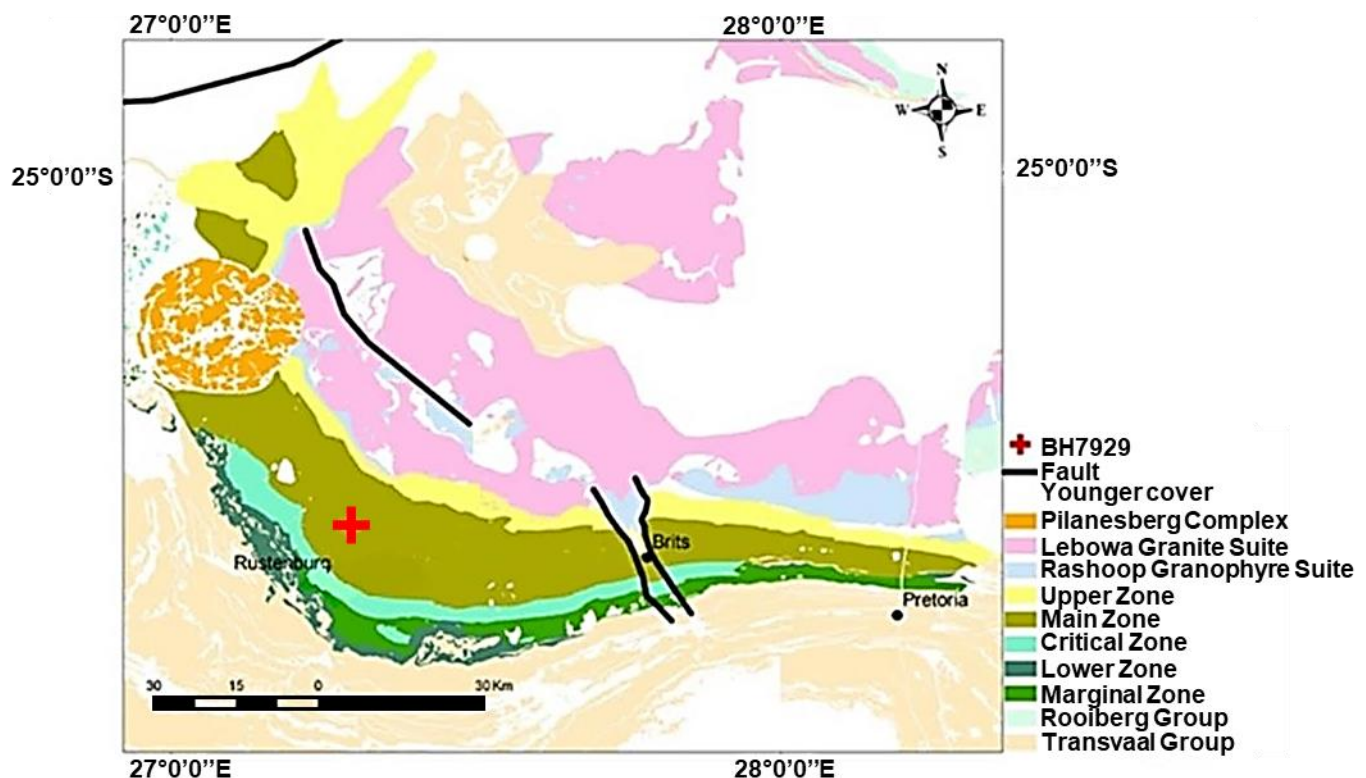 27°0'0''E
28°0'0''E
N
W
E
S
25°0'0''S
25°0'0''S
BH7929
Fault
Younger cover
Pilanesberg Complex
Lebowa Granite Suite
Rashoop Granophyre Suite
Upper Zone
Main Zone
Critical Zone
Lower Zone
Marginal Zone
Rooiberg Group
Transvaal Group
Brits
Rustenburg
Pretoria
30 15 0 30 Km
27°0'0''E
28°0'0''E